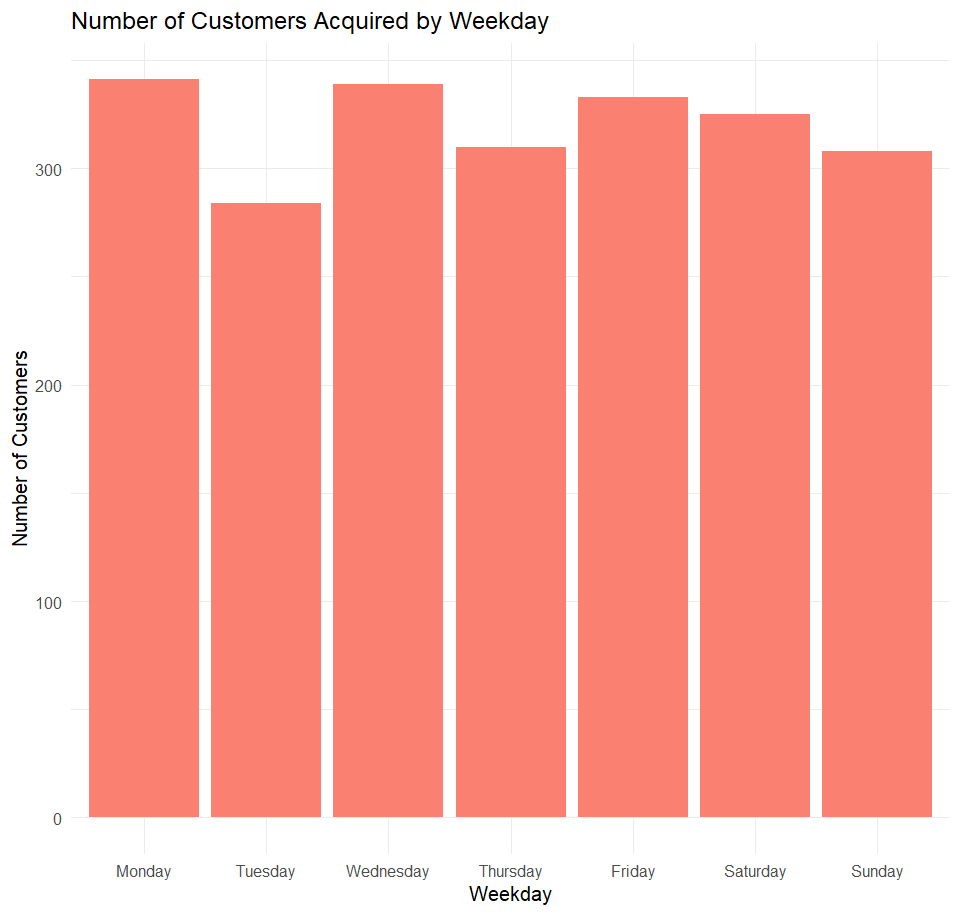 Number of Customers Acquired by Weekday
Number of Customers
300
200
100
0
Monday Tuesday Wednesday Thursday Friday Saturday Sunday
Weekday